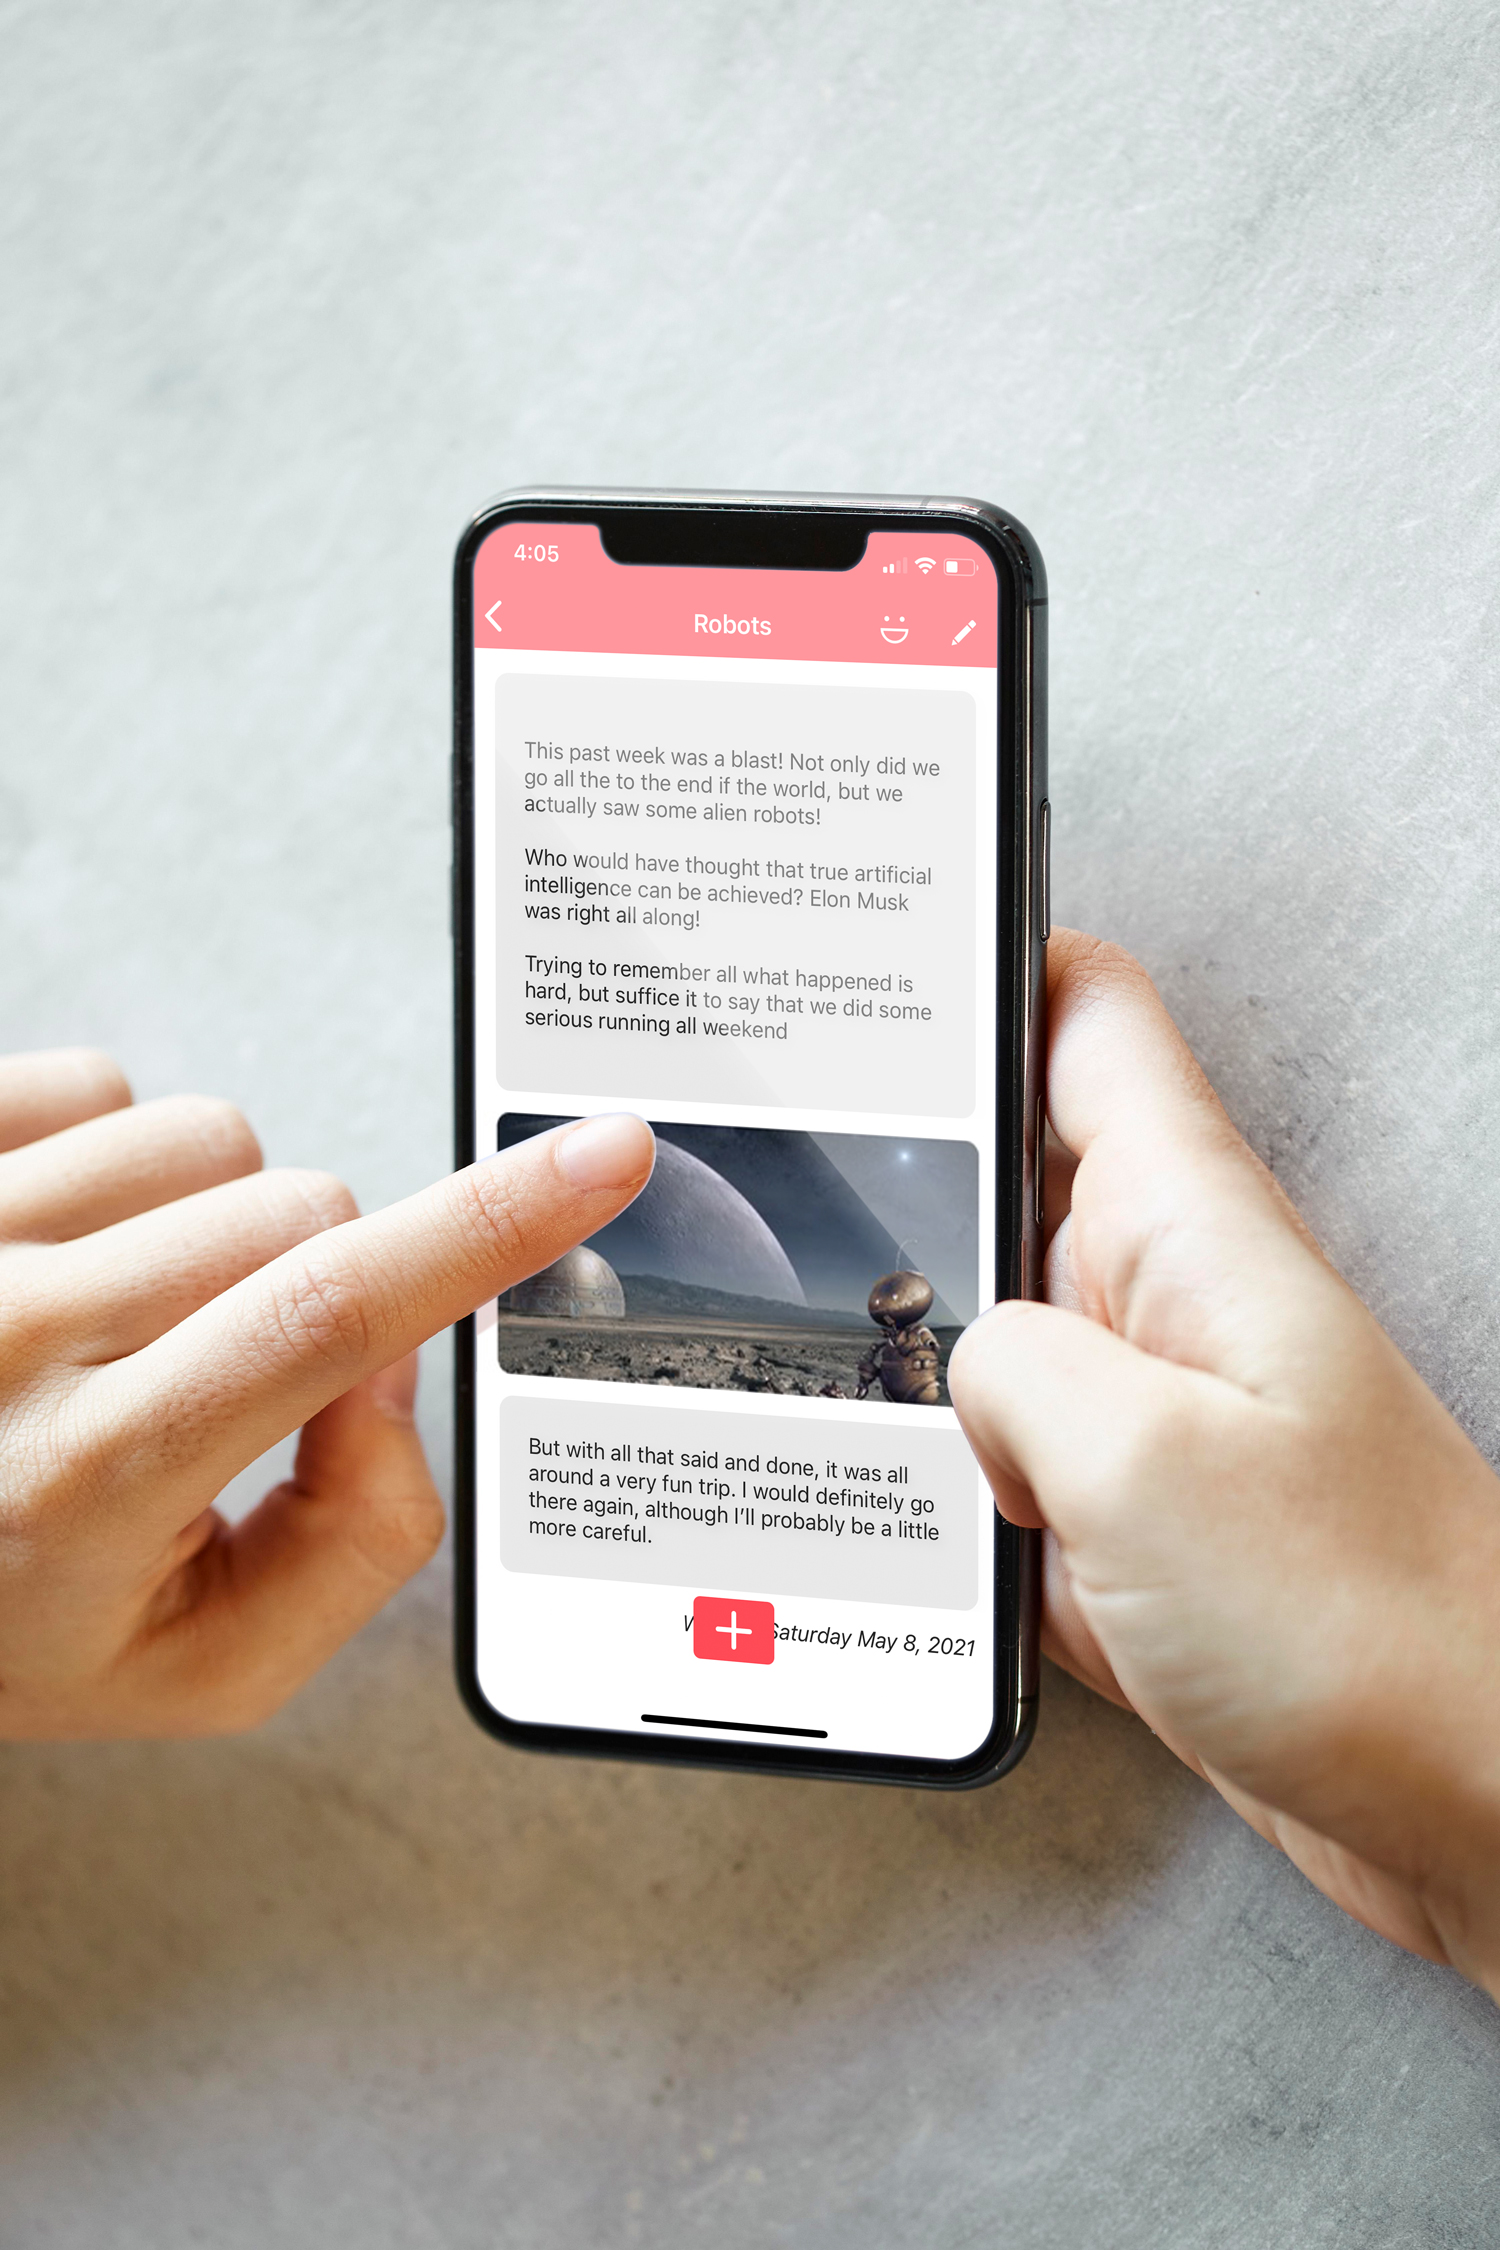 4:05
Robots
This past week was a blast! Not only did we
go all the to the end if the world, but we
actually saw some alien robots!
Who would have thought that true artificial
intelligence can be achieved? Elon Musk
was right all along!
Trying to remember all what happened is
hard, but suffice it to say that we did some
serious running all weekend
But with all that said and done, it was all
around a very fun trip. I would definitely go
there again, although I'll probably be a little
more careful.
Saturday May 8, 2021